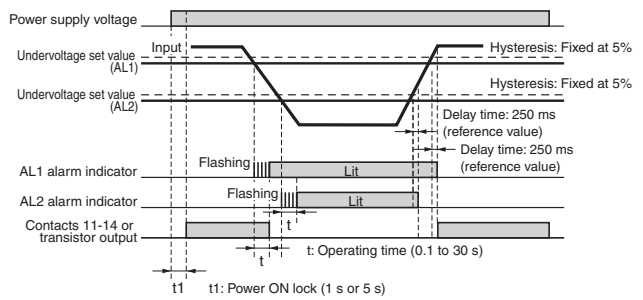 Power supply voltage
Input
Hysteresis: Fixed at 5%
Undervoltage set value
(AL1)
Hysteresis: Fixed at 5%
Undervoltage set value
(AL2)
Delay time: 250 ms
(reference value)
Delay time: 250 ms
(reference value)
Flashing
Lit
AL1 alarm indicator
Flashing
Lit
AL2 alarm indicator
t
Contacts 11-14 or
transistor output
t
t: Operating time (0.1 to 30 s)
t1
t1: Power ON lock (1 s or 5 s)